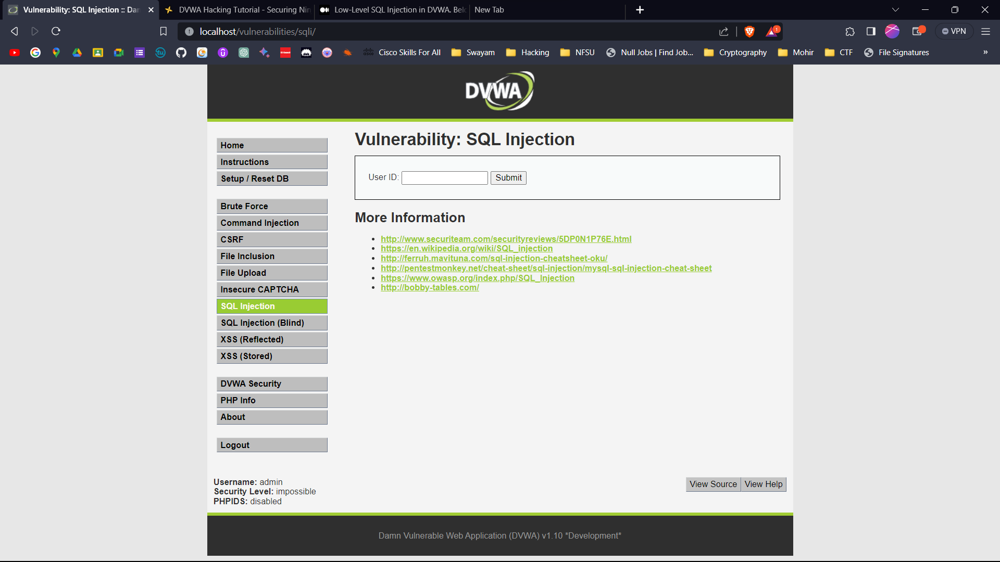 Vulnerability: SQL Injection :: Dar
DVWA Hacking Tutorial - Securing Nin
Low-Level SQL Injection in DVWA. Belo
New Tab
localhost/vulnerabilities/sqli/
1
VPN
Cisco Skills For All
Swayam
Hacking
NFSU
Null Jobs | Find Job...
Cryptography
Mohir
CTF
File Signatures
»
DVWA
Home
Instructions
Setup / Reset DB
Brute Force
Command Injection
CSRF
File Inclusion
File Upload
Insecure CAPTCHA
SQL Injection
SQL Injection (Blind)
XSS (Reflected)
XSS (Stored)
DVWA Security
PHP Info
About
Logout
Vulnerability: SQL Injection
User ID:
Submit
More Information
http://www.securiteam.com/securityreviews/5DP0N1P76E.html
https://en.wikipedia.org/wiki/SQL_injection
http://ferruh.mavituna.com/sql-injection-cheatsheet-oku/
http://pentestmonkey.net/cheat-sheet/sql-injection/mysql-sql-injection-cheat-sheet
https://www.owasp.org/index.php/SQL_Injection
http://bobby-tables.com/
Username: admin
Security Level: impossible
PHPIDS: disabled
View Source
View Help
Damn Vulnerable Web Application (DVWA) v1.10 *Development*